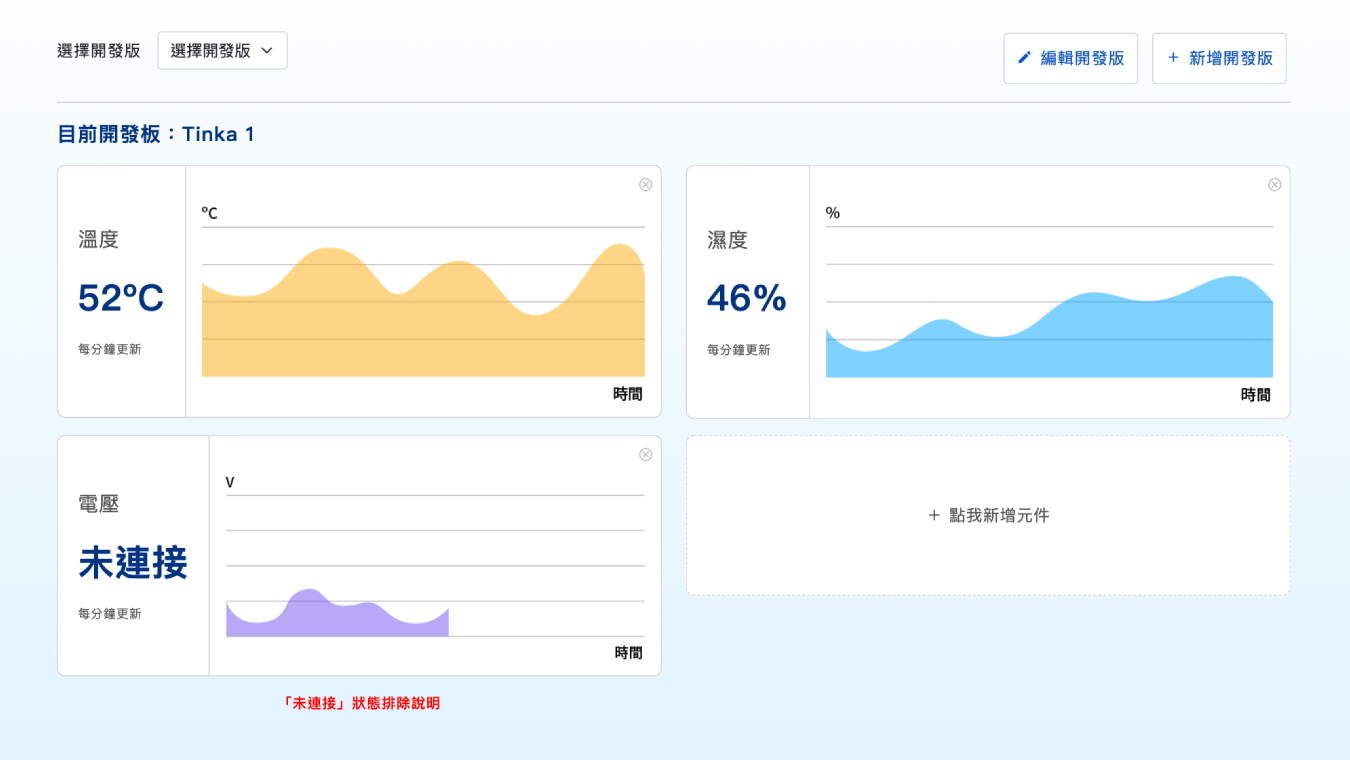 選擇開發版
選擇開發版
編輯開發版
+ 新增開發版
目前開發板：Tinka 1
溫度
52ºC
每分鐘更新
ºC
時間
濕度
46%
每分鐘更新
%
時間
電壓
未連接
每分鐘更新
V
時間
+ 點我新增元件
「未連接」狀態排除說明